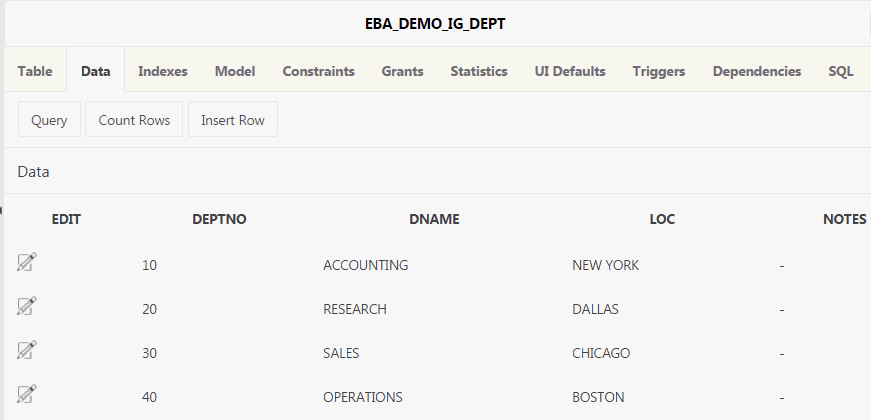 EBA_DEMO_IG_DEPT
Table Data Indexes Model Constraints Grants Statistics UI Defaults Triggers Dependencies SQL
Query Count Rows Insert Row
Data
EDIT DEPTNO DNAME LOC NOTES
10 ACCOUNTING NEW YORK -
20 RESEARCH DALLAS -
30 SALES CHICAGO -
40 OPERATIONS BOSTON -